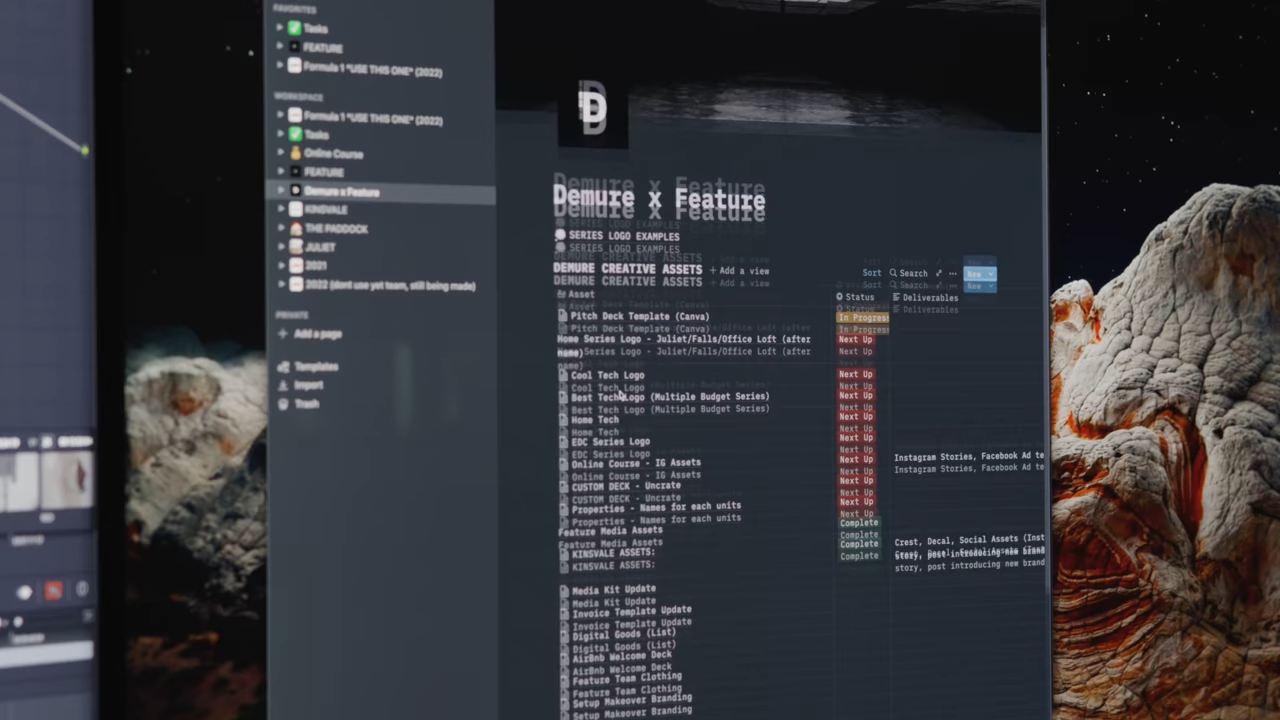 FAVORITES
Tasks
FEATURE
Formula 1 *USE THIS ONE* (2022)
WORKSPACE
Formula 1 *USE THIS ONE* (2022)
Tasks
Online Course
FEATURE
Demure x Feature
KINSVALE
THE PADDOCK
JULIET
2021
2022 (dont use yet team, still being made)
PRIVATE
Add a page
Templates
Import
Trash
D
Demure x Feature
SERIES LOGO EXAMPLES
DEMURE CREATIVE ASSETS + Add a view Sort Search ... New
Asset Status Deliverables
Pitch Deck Template (Canva) In Progress
Home Series Logo - Juliet/Falls/Office Loft (after Next Up
name)
Cool Tech Logo Next Up
Best Tech Logo (Multiple Budget Series) Next Up
Home Tech Next Up
EDC Series Logo Next Up
Online Course - IG Assets Next Up Instagram Stories, Facebook Ad te
CUSTOM DECK - Uncrate Next Up
Properties - Names for each units Next Up
Feature Media Assets Complete
KINSVALE ASSETS: Complete Crest, Decal, Social Assets (Inst
story, post introducing new brand
Media Kit Update
Invoice Template Update
Digital Goods (List)
AirBnb Welcome Deck
Feature Team Clothing
Setup Makeover Branding